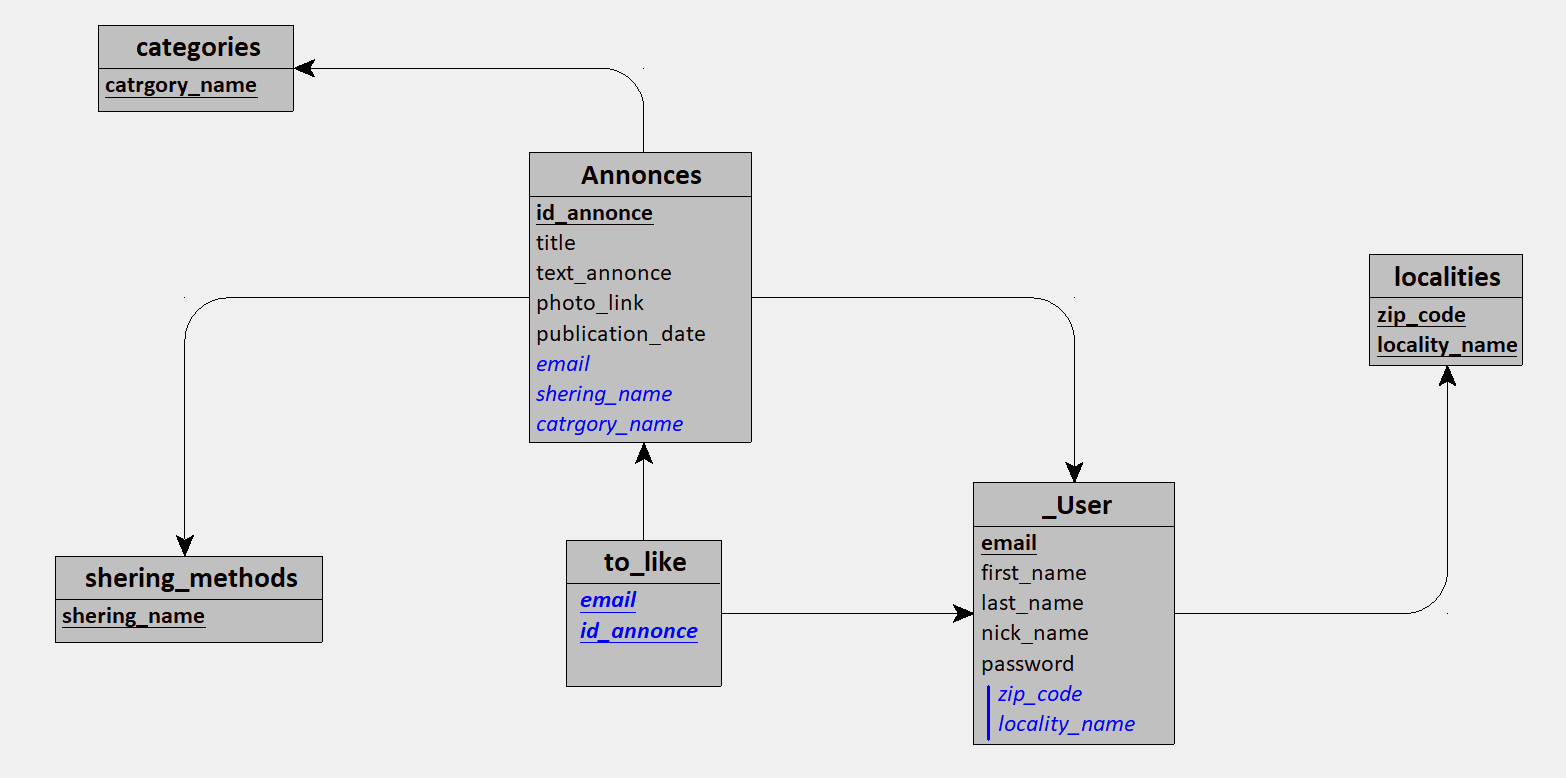 categories
catrgory_name
Annonces
id_annonce
title
text_annonce
photo_link
publication_date
email
shering_name
catrgory_name
localities
zip_code
locality_name
shering_methods
shering_name
to_like
email
id_annonce
_User
email
first_name
last_name
nick_name
password
zip_code
locality_name